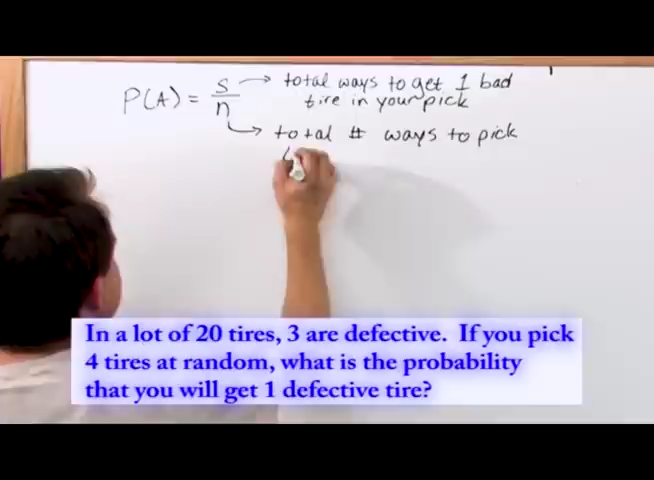 P(A) = s/n → total ways to get 1 bad
tire in your pick
→ total # ways to pick
In a lot of 20 tires, 3 are defective. If you pick
4 tires at random, what is the probability
that you will get 1 defective tire?